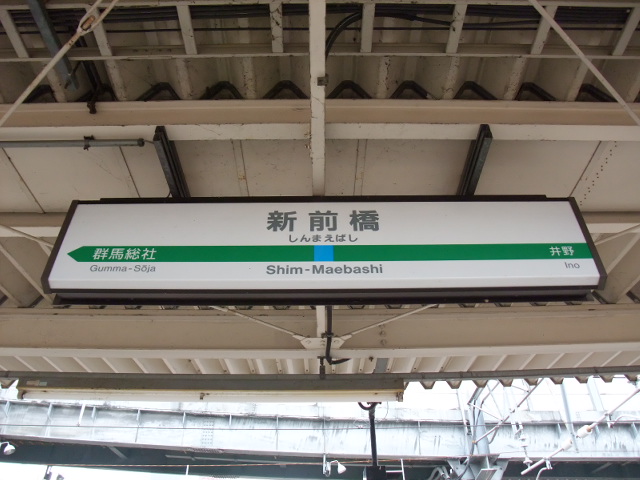 新前橋
しんまえばし
群馬総社
井野
Gumma-Sōja
Shim-Maebashi
Ino